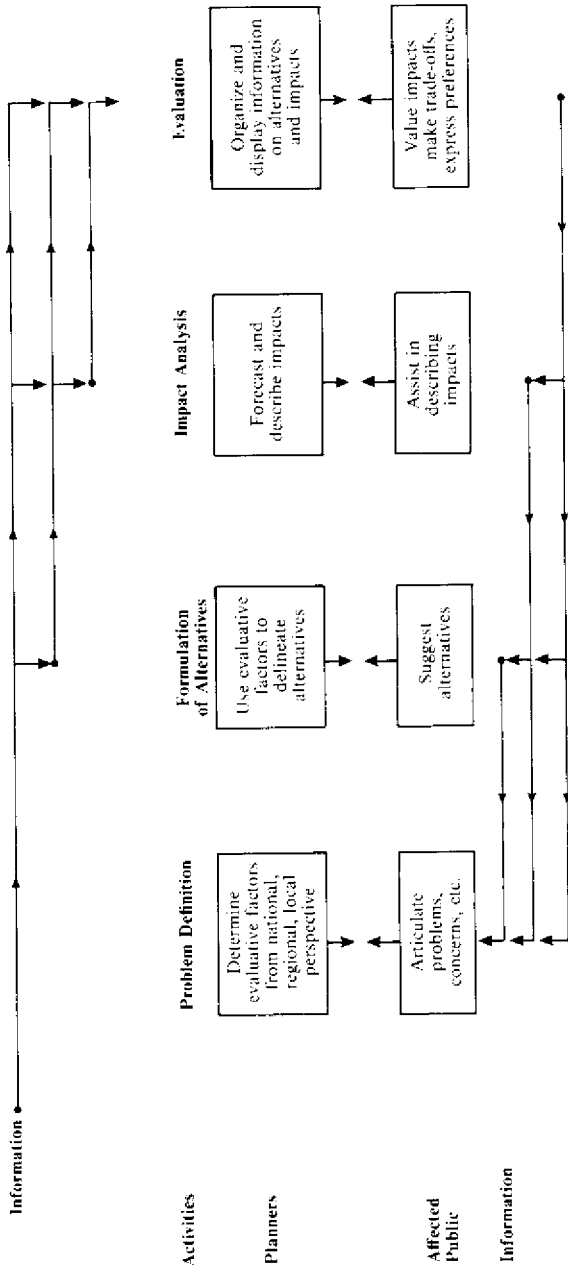 Information
Activities
Problem Definition
Formulation
of Alternatives
Impact Analysis
Evaluation
Planners
Determine
evaluative factors
from national,
regional, local
perspective
Use evaluative
factors to
delineate
alternatives
Forecast and
describe impacts
Organize and
display information
on alternatives
and impacts
Affected
Public
Articulate
problems,
concerns, etc.
Suggest
alternatives
Assist in
describing
impacts
Value impacts
make trade-offs,
express preferences
Information